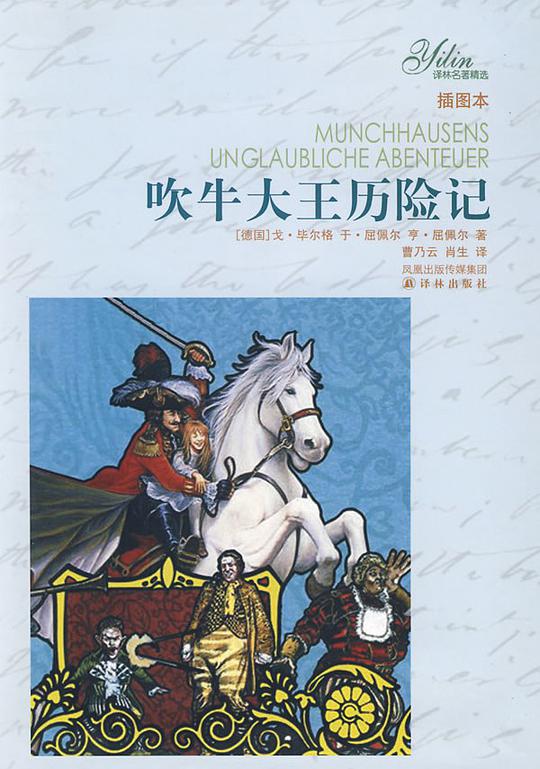 Yilin
译林名著精选
插图本
MUNCHHAUSENS
UNGLAUBLICHE ABENTEUER
吹牛大王历险记
[德国]戈·毕尔格 于·屈佩尔 亨·屈佩尔 著
曹乃云 肖生 译
凤凰出版传媒集团
译林出版社